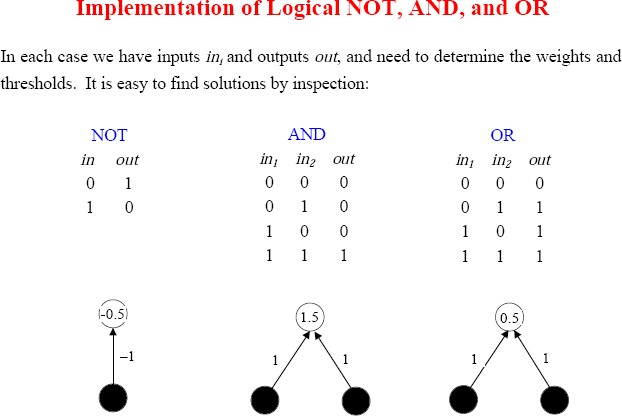 Implementation of Logical NOT, AND, and OR
In each case we have inputs inᵢ and outputs out, and need to determine the weights and
thresholds. It is easy to find solutions by inspection:
NOT
in out
0 1
1 0
AND
in₁ in₂ out
0 0 0
0 1 0
1 0 0
1 1 1
OR
in₁ in₂ out
0 0 0
0 1 1
1 0 1
1 1 1
-0.5
−1
1.5
1 1
0.5
1 1